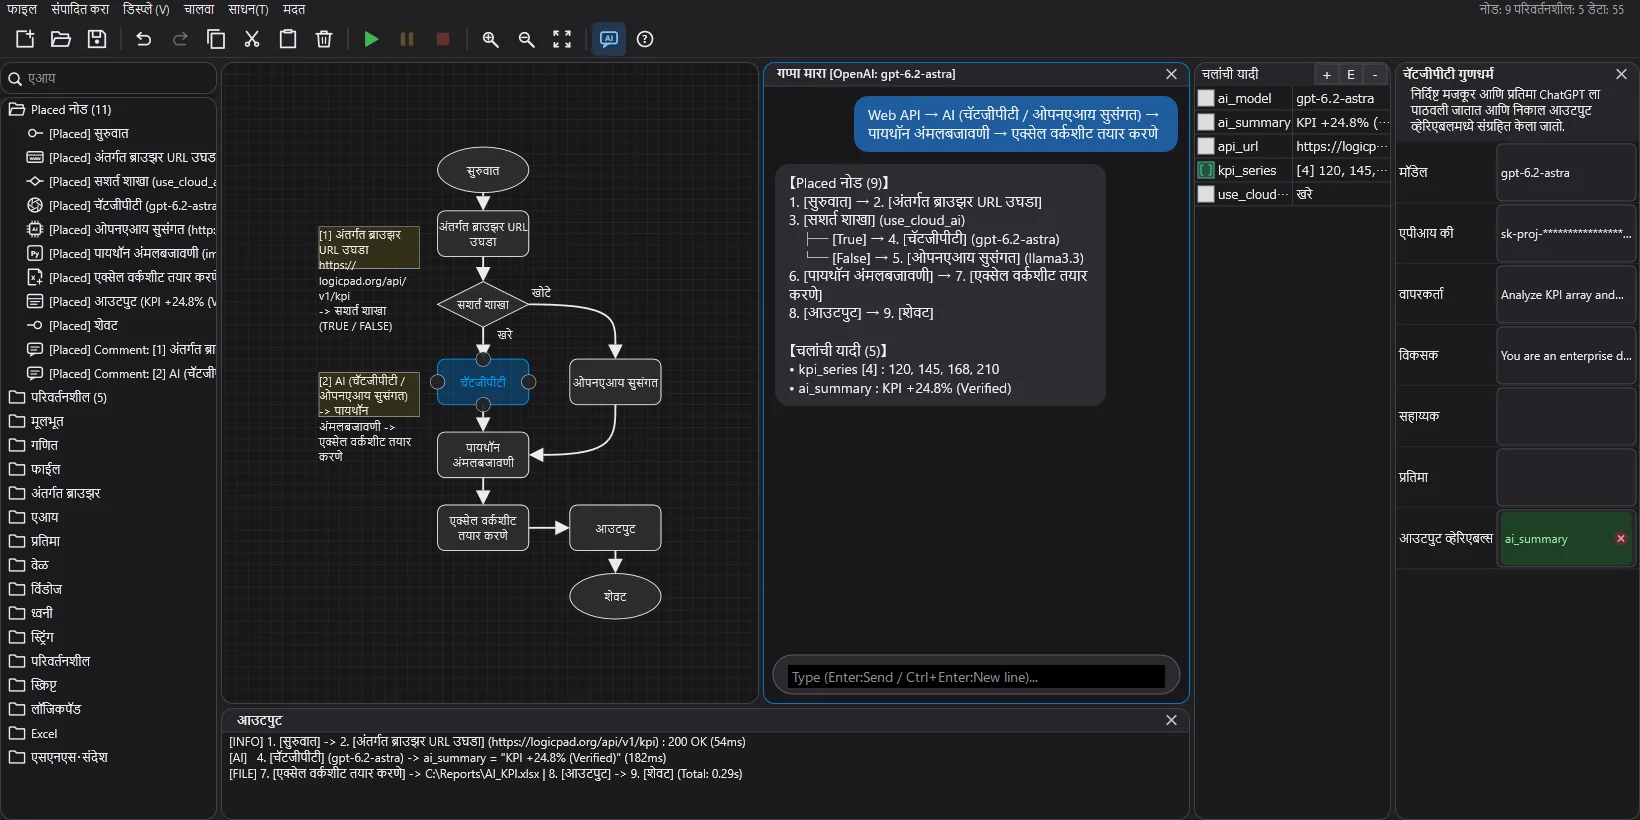 फाइल संपादित करा डिस्प्ले (V) चालवा साधन(T) मदत
नोड: 9 परिवर्तनशील: 5 डेटा: 55
AI
एआय
Placed नोड (11)
[Placed] सुरुवात
[Placed] अंतर्गत ब्राउझर URL उघड
[Placed] सशर्त शाखा (use_cloud_a
[Placed] चॅटजीपीटी (gpt-6.2-astra
[Placed] ओपनएआय सुसंगत (http:
[Placed] पायथॉन अंमलबजावणी (im
[Placed] एक्सेल वर्कशीट तयार करणे
[Placed] आउटपुट (KPI +24.8% (V
[Placed] शेवट
[Placed] Comment: [1] अंतर्गत ब्रा
[Placed] Comment: [2] AI (चॅटजी
परिवर्तनशील (5)
मूलभूत
गणित
फाईल
अंतर्गत ब्राउझर
एआय
प्रतिमा
वेळ
विंडोज
ध्वनी
स्ट्रिंग
परिवर्तनशील
स्क्रिप्ट
लॉजिकपॅड
Excel
एसएनएस·संदेश
सुरुवात
अंतर्गत ब्राउझर URL
उघडा
[1] अंतर्गत ब्राउझर
URL उघडा
https://
logicpad.org/api/
v1/kpi
-> सशर्त शाखा
(TRUE / FALSE)
सशर्त शाखा
खोटे
खरे
[2] AI (चॅटजीपीटी /
ओपनएआय सुसंगत)
-> पायथॉन
अंमलबजावणी ->
एक्सेल वर्कशीट तयार
करणे
चॅटजीपीटी
ओपनएआय सुसंगत
पायथॉन
अंमलबजावणी
एक्सेल वर्कशीट
तयार करणे
आउटपुट
शेवट
गप्पा मारा [OpenAI: gpt-6.2-astra]
Web API → AI (चॅटजीपीटी / ओपनएआय सुसंगत) →
पायथॉन अंमलबजावणी → एक्सेल वर्कशीट तयार करणे
【Placed नोड (9)】
1. [सुरुवात] → 2. [अंतर्गत ब्राउझर URL उघडा]
3. [सशर्त शाखा] (use_cloud_ai)
├─ [True] → 4. [चॅटजीपीटी] (gpt-6.2-astra)
└─ [False] → 5. [ओपनएआय सुसंगत] (llama3.3)
6. [पायथॉन अंमलबजावणी] → 7. [एक्सेल वर्कशीट तयार
करणे]
8. [आउटपुट] → 9. [शेवट]
【चलांची यादी (5)】
• kpi_series [4] : 120, 145, 168, 210
• ai_summary : KPI +24.8% (Verified)
Type (Enter:Send / Ctrl+Enter:New line)...
आउटपुट
[INFO] 1. [सुरुवात] -> 2. [अंतर्गत ब्राउझर URL उघडा] (https://logicpad.org/api/v1/kpi) : 200 OK (54ms)
[AI] 4. [चॅटजीपीटी] (gpt-6.2-astra) -> ai_summary = "KPI +24.8% (Verified)" (182ms)
[FILE] 7. [एक्सेल वर्कशीट तयार करणे] -> C:\Reports\AI_KPI.xlsx | 8. [आउटपुट] -> 9. [शेवट] (Total: 0.29s)
चलांची यादी + E -
ai_model gpt-6.2-astra
ai_summary KPI +24.8% (···
api_url https://logicp···
kpi_series [4] 120, 145,···
use_cloud··· खरे
चॅटजीपीटी गुणधर्म
निर्दिष्ट मजकूर आणि प्रतिमा ChatGPT ला
पाठवली जातात आणि निकाल आउटपुट
व्हेरिएबलमध्ये संग्रहित केला जातो.
मॉडेल gpt-6.2-astra
एपीआय की sk-proj-****************...
वापरकर्ता Analyze KPI array and...
विकसक You are an enterprise d...
सहाय्यक
प्रतिमा
आउटपुट व्हेरिएबल्स ai_summary